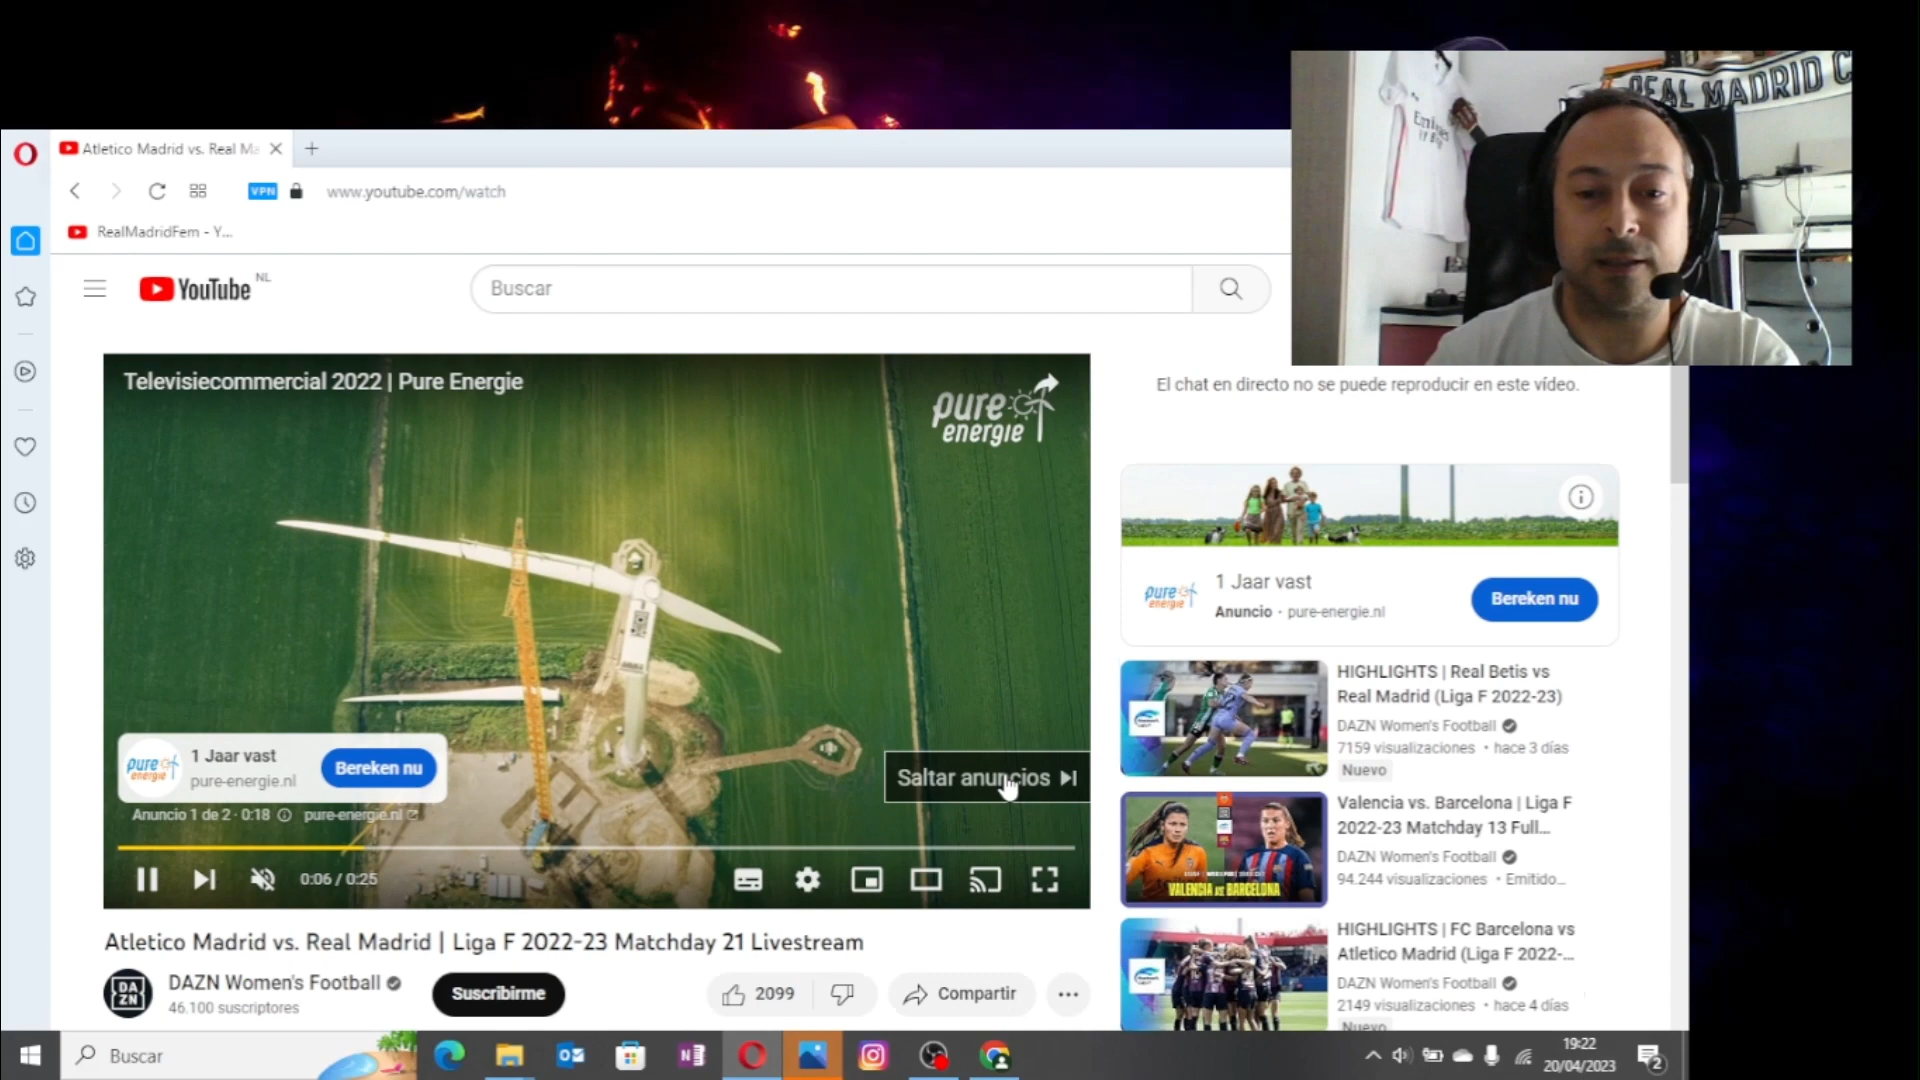 REAL MADRID C
Atletico Madrid vs. Real Ma
VPN
www.youtube.com/watch
RealMadridFem - Y...
YouTube NL
Buscar
Televisiecommercial 2022 | Pure Energie
pure energie
1 Jaar vast
pure-energie.nl
Bereken nu
Saltar anuncios
Anuncio 1 de 2 · 0:18
pure-energie.nl
0:06 / 0:25
Atletico Madrid vs. Real Madrid | Liga F 2022-23 Matchday 21 Livestream
DAZN
DAZN Women's Football
46.100 suscriptores
Suscribirme
2099
Compartir
El chat en directo no se puede reproducir en este vídeo.
pure energie
1 Jaar vast
Anuncio · pure-energie.nl
Bereken nu
HIGHLIGHTS | Real Betis vs
Real Madrid (Liga F 2022-23)
DAZN Women's Football
7159 visualizaciones · hace 3 días
Nuevo
VALENCIA vs BARCELONA
Valencia vs. Barcelona | Liga F
2022-23 Matchday 13 Full...
DAZN Women's Football
94.244 visualizaciones · Emitido...
HIGHLIGHTS | FC Barcelona vs
Atletico Madrid (Liga F 2022-...
DAZN Women's Football
2149 visualizaciones · hace 4 días
Nuevo
Buscar
19:22
20/04/2023
2